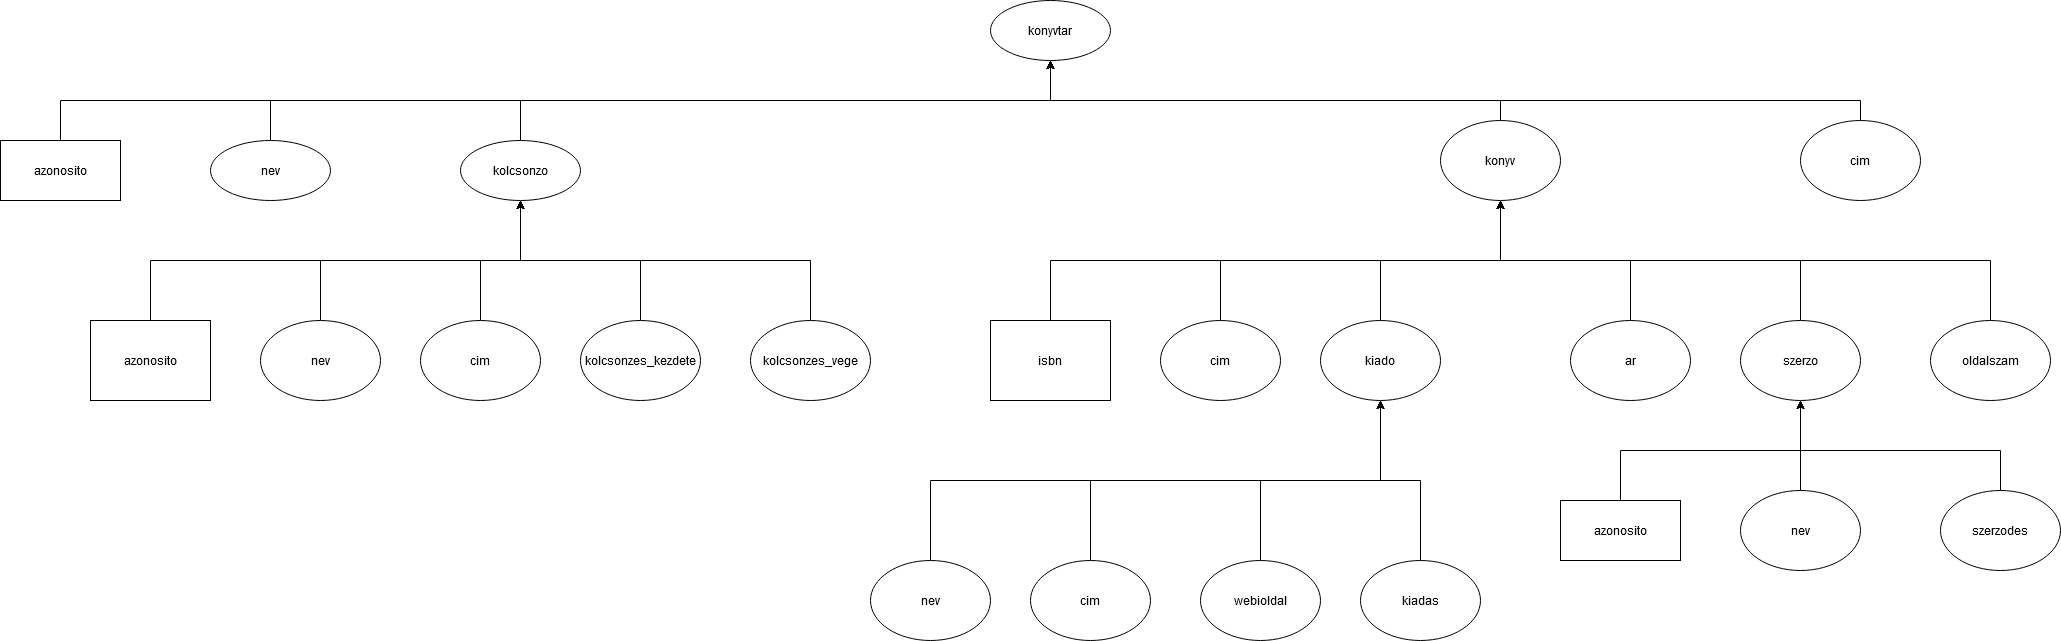 konyvtar
azonosito
nev
kolcsonzo
konyv
cim
azonosito
nev
cim
kolcsonzes_kezdete
kolcsonzes_vege
isbn
cim
kiado
ar
szerzo
oldalszam
azonosito
nev
szerzodes
nev
cim
webioldal
kiadas